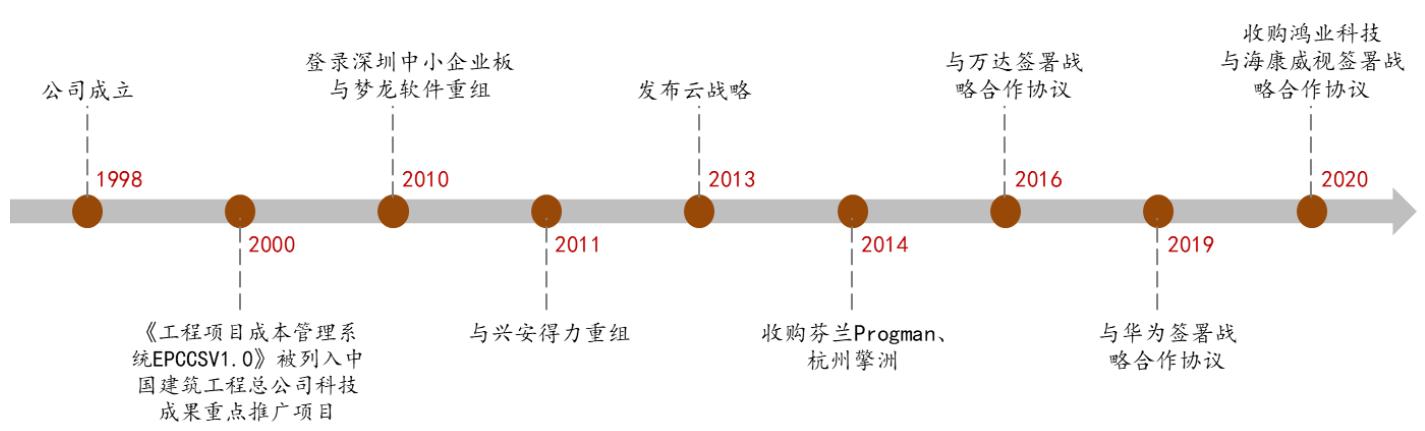 公司成立
1998
《工程项目成本管理系
统EPCCSV1.0》被列入中
国建筑工程总公司科技
成果重点推广项目
2000
登录深圳中小企业板
与梦龙软件重组
2010
与兴安得力重组
2011
发布云战略
2013
收购芬兰Progman、
杭州擎洲
2014
与万达签署战
略合作协议
2016
与华为签署战
略合作协议
2019
收购鸿业科技
与海康威视签署战
略合作协议
2020